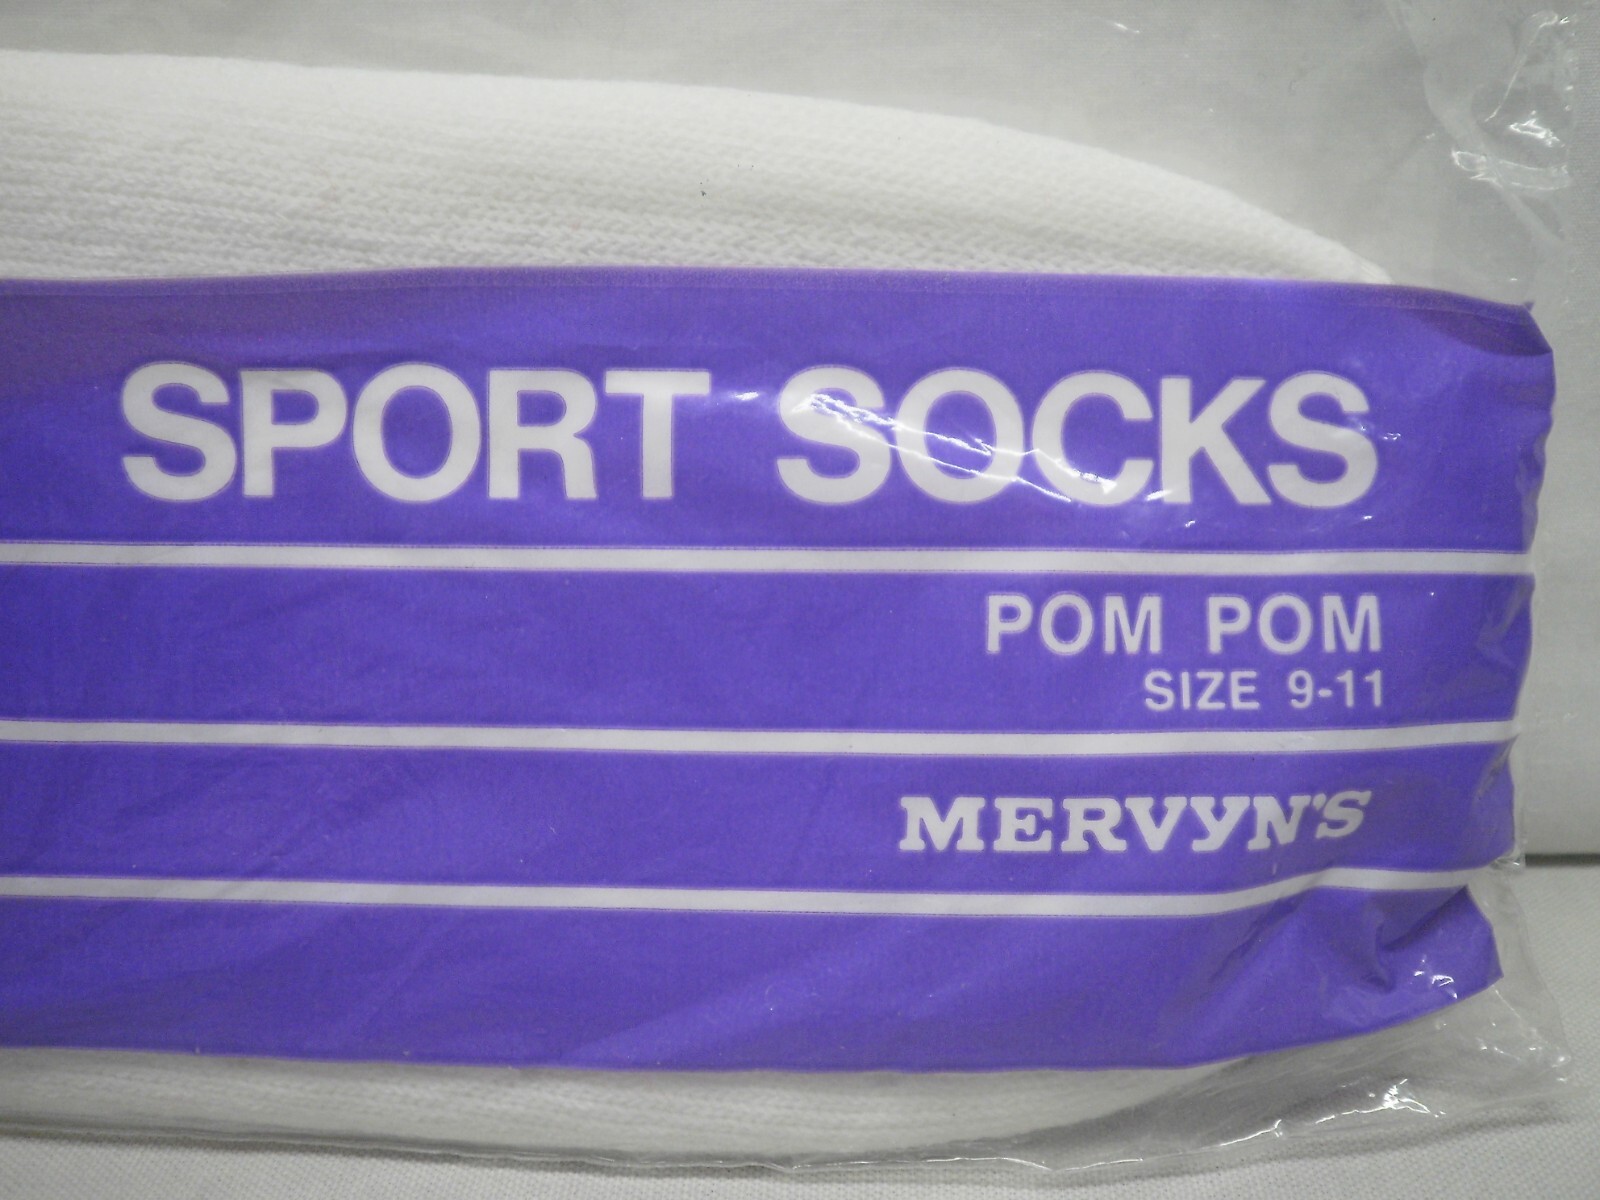 SPORT SOCKS
POM POM
SIZE 9-11
MERVYN'S